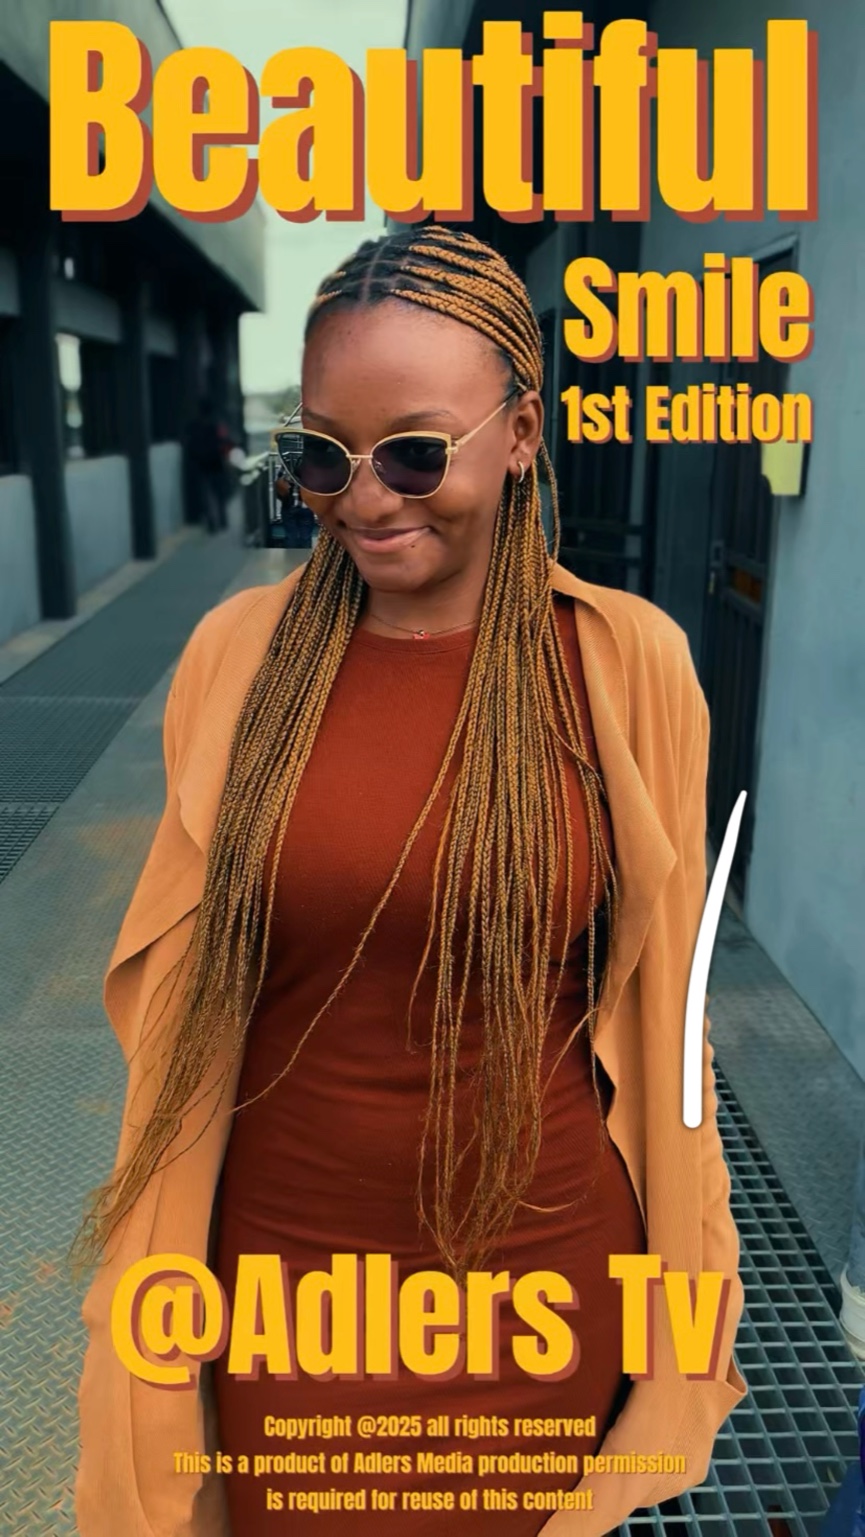 Beautiful
Smile
1st Edition
@Adlers Tv
Copyright @2025 all rights reserved
This is a product of Adlers Media production permission
is required for reuse of this content